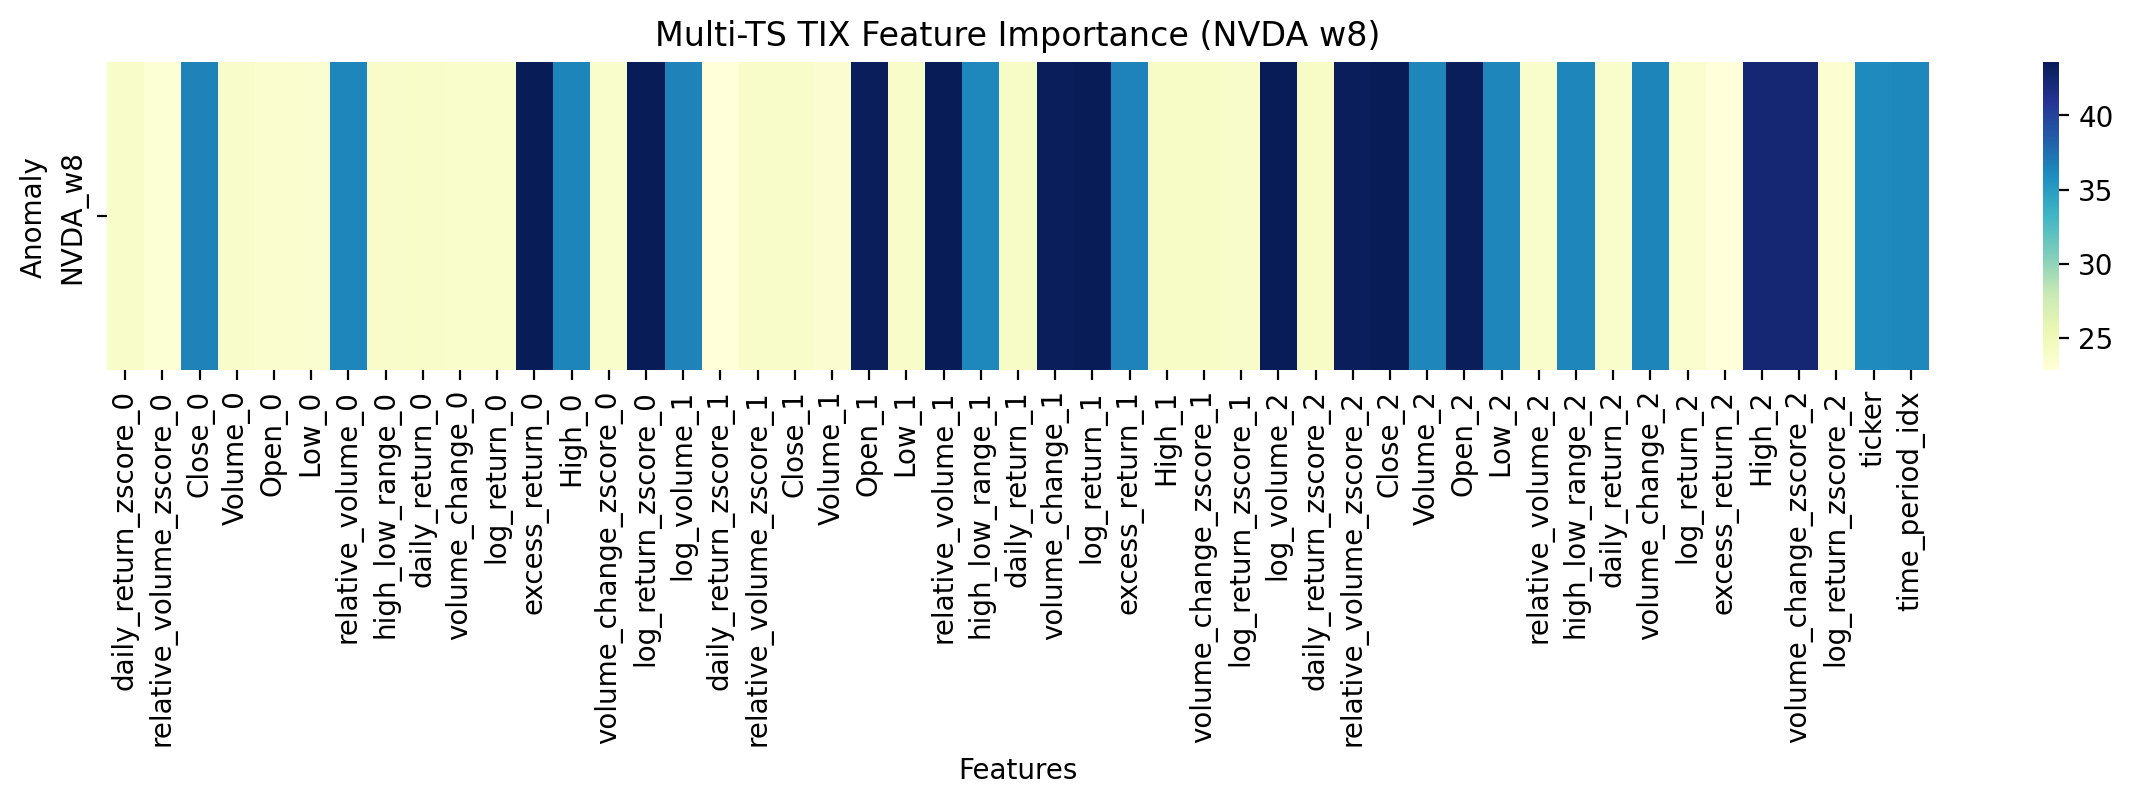 Multi-TS TIX Feature Importance (NVDA w8)
Anomaly
NVDA_w8
40
35
30
25
daily_return_zscore_0
relative_volume_zscore_0
Close_0
Volume_0
Open_0
Low_0
relative_volume_0
high_low_range_0
daily_return_0
volume_change_0
log_return_0
excess_return_0
High_0
volume_change_zscore_0
log_return_zscore_0
log_volume_1
daily_return_zscore_1
relative_volume_zscore_1
Close_1
Volume_1
Open_1
Low_1
relative_volume_1
high_low_range_1
daily_return_1
volume_change_1
log_return_1
excess_return_1
High_1
volume_change_zscore_1
log_return_zscore_1
log_volume_2
daily_return_zscore_2
relative_volume_zscore_2
Close_2
Volume_2
Open_2
Low_2
relative_volume_2
high_low_range_2
daily_return_2
volume_change_2
log_return_2
excess_return_2
High_2
volume_change_zscore_2
log_return_zscore_2
ticker
time_period_idx
Features